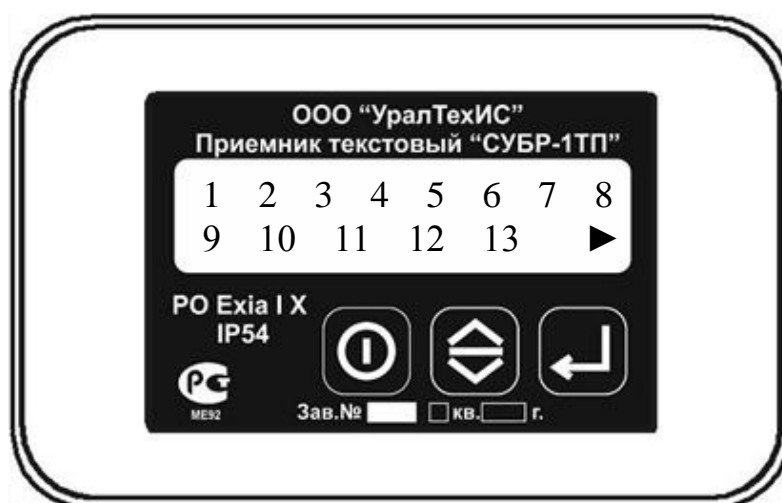 ООО “УралТехИС”
Приемник текстовый “СУБР-1ТП”
1 2 3 4 5 6 7 8
9 10 11 12 13 ►
РО Exia I X
IP54
РСТ
МЕ92
Зав.№ кв. г.